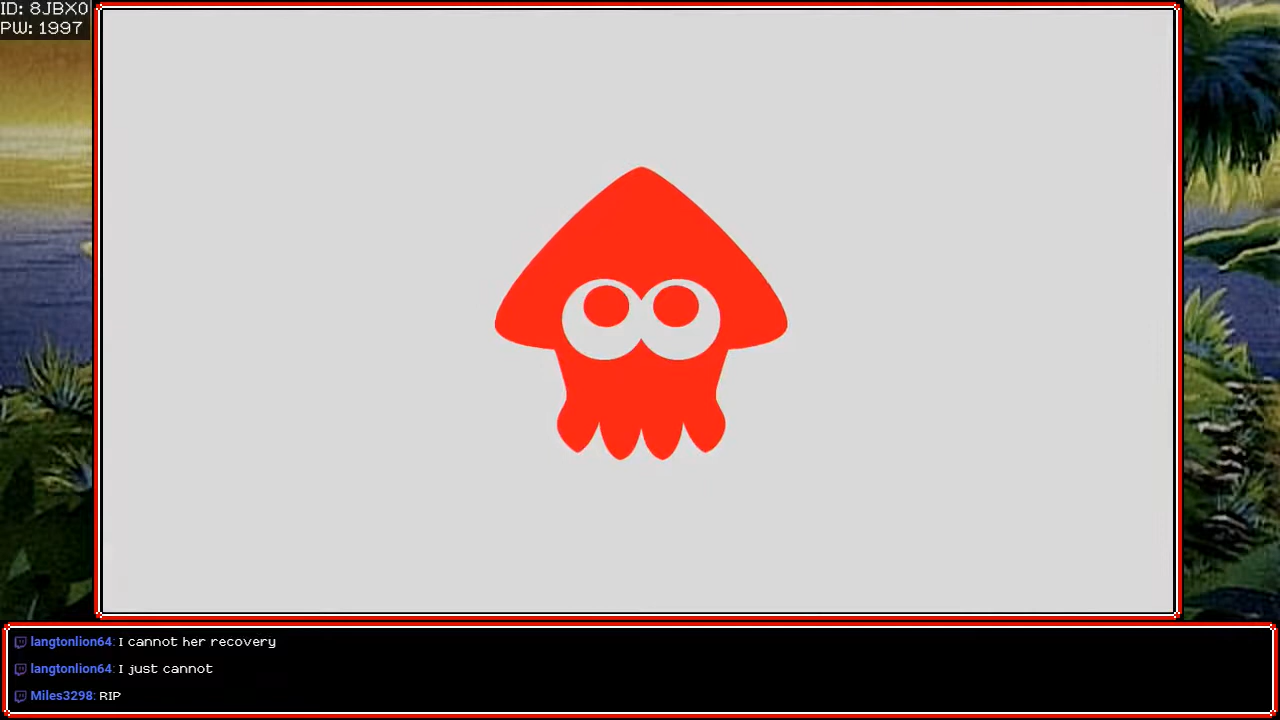 ID: 8JBX0
PW: 1997
langtonlion64: I cannot her recovery
langtonlion64: I just cannot
Miles3298: RIP